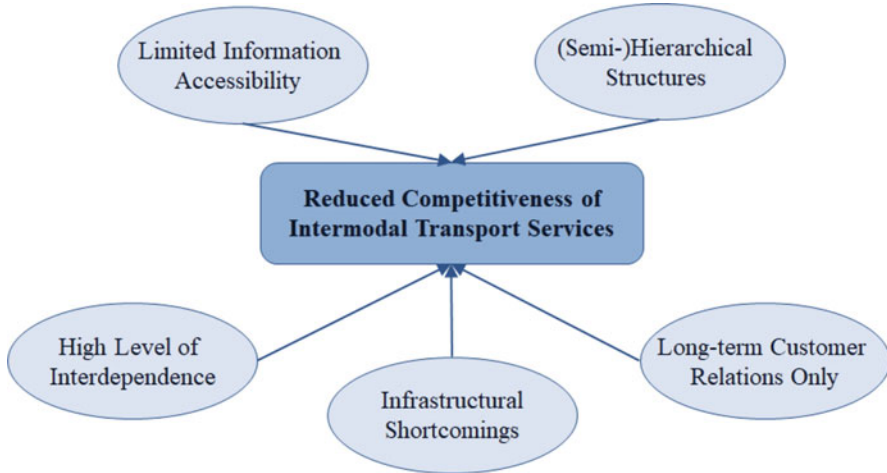 Limited Information
Accessibility
(Semi-)Hierarchical
Structures
Reduced Competitiveness of
Intermodal Transport Services
High Level of
Interdependence
Infrastructural
Shortcomings
Long-term Customer
Relations Only